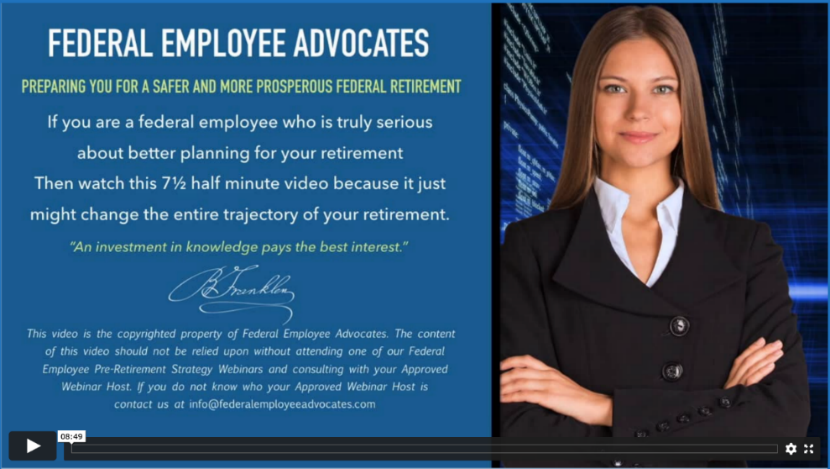 FEDERAL EMPLOYEE ADVOCATES
PREPARING YOU FOR A SAFER AND MORE PROSPEROUS FEDERAL RETIREMENT
If you are a federal employee who is truly serious
about better planning for your retirement
Then watch this 7½ half minute video because it just
might change the entire trajectory of your retirement.
“An investment in knowledge pays the best interest.”
B Franklin
This video is the copyrighted property of Federal Employee Advocates. The content
of this video should not be relied upon without attending one of our Federal
Employee Pre-Retirement Strategy Webinars and consulting with your Approved
Webinar Host. If you do not know who your Approved Webinar Host is
contact us at info@federalemployeeadvocates.com
08:49